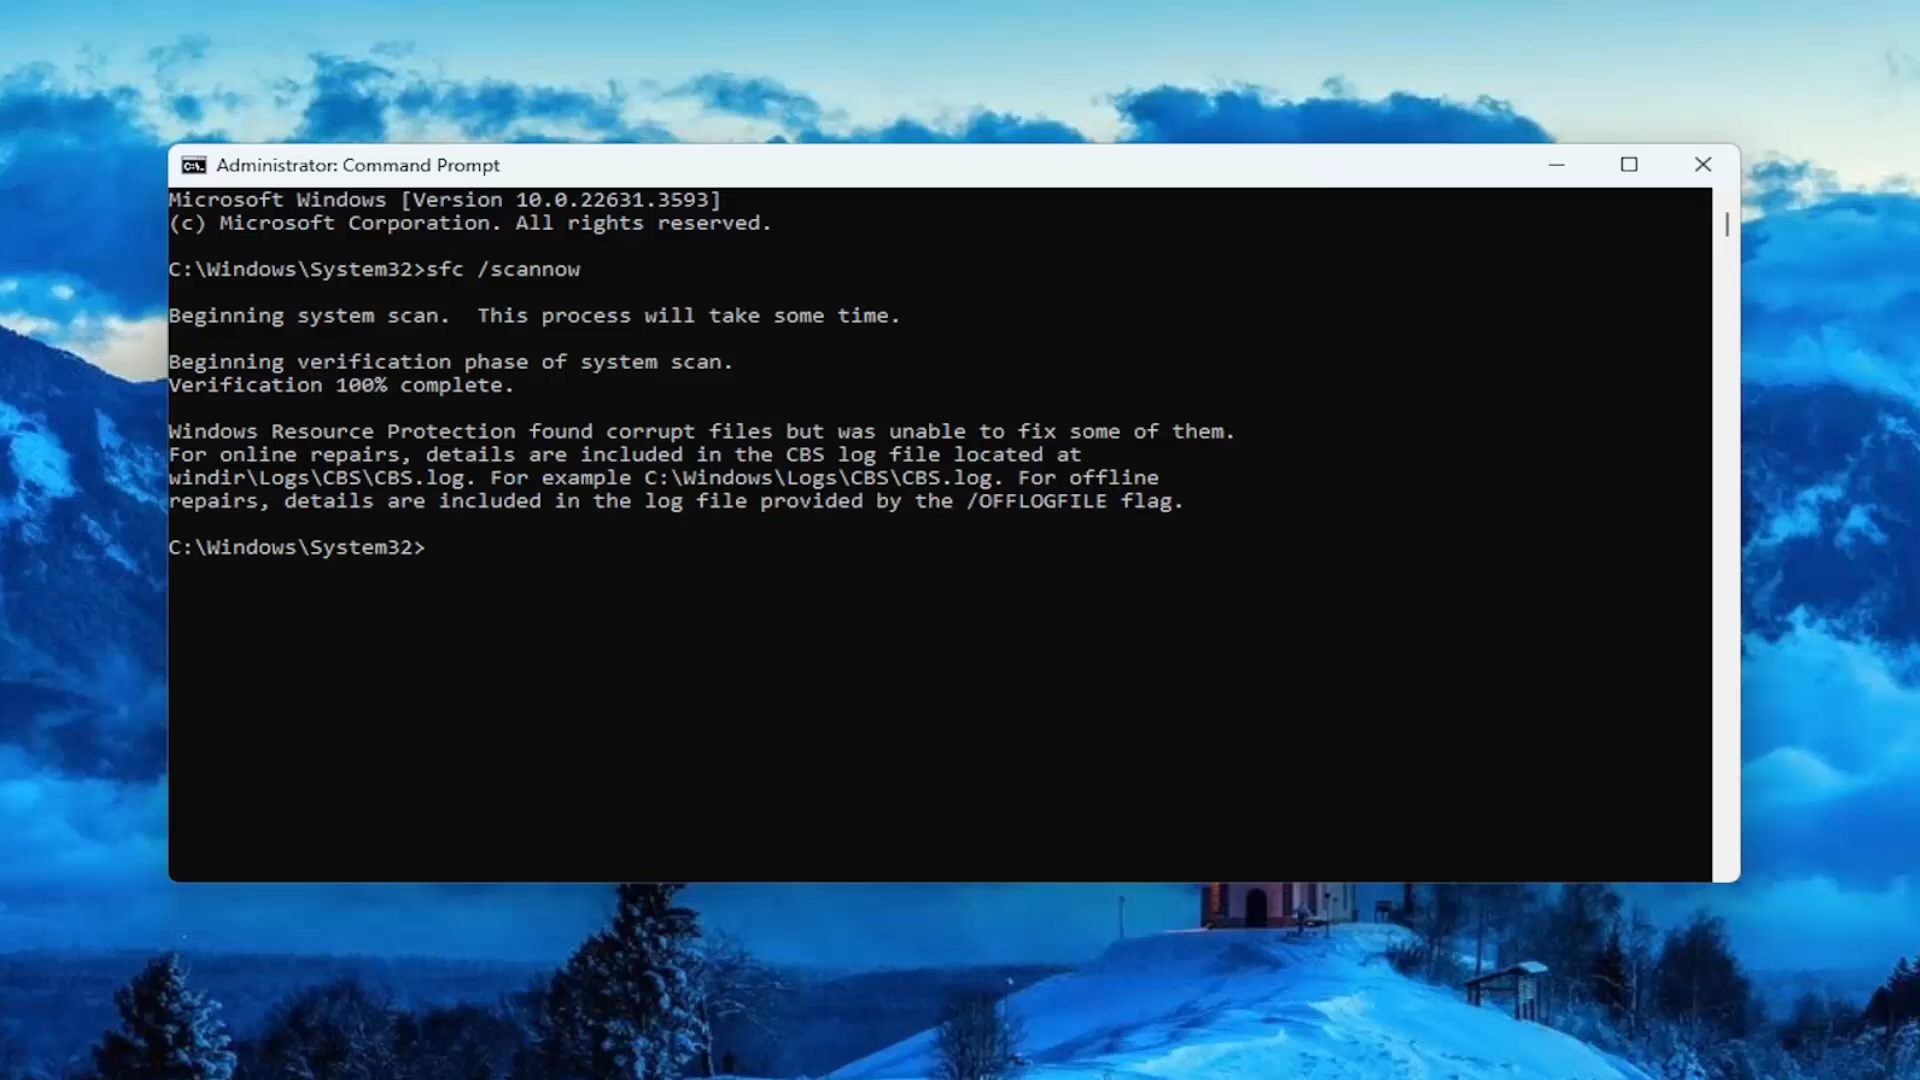 Administrator: Command Prompt
Microsoft Windows [Version 10.0.22631.3593]
(c) Microsoft Corporation. All rights reserved.
C:\Windows\System32>sfc /scannow
Beginning system scan.  This process will take some time.
Beginning verification phase of system scan.
Verification 100% complete.
Windows Resource Protection found corrupt files but was unable to fix some of them.
For online repairs, details are included in the CBS log file located at
windir\Logs\CBS\CBS.log. For example C:\Windows\Logs\CBS\CBS.log. For offline
repairs, details are included in the log file provided by the /OFFLOGFILE flag.
C:\Windows\System32>